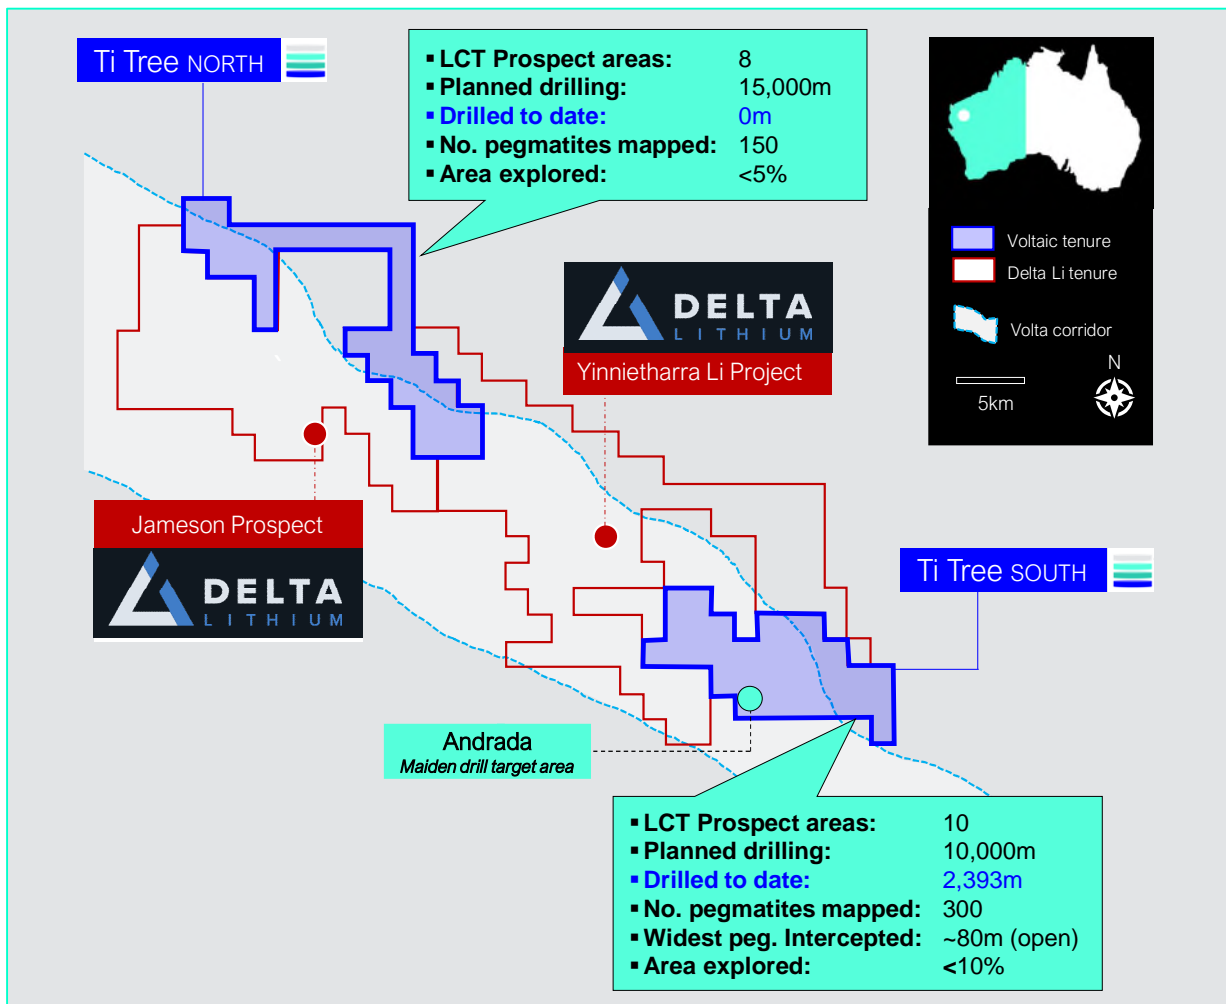 Ti Tree NORTH
▪ LCT Prospect areas: 8
▪ Planned drilling: 15,000m
▪ Drilled to date: 0m
▪ No. pegmatites mapped: 150
▪ Area explored: <5%
Voltaic tenure
Delta Li tenure
Volta corridor
N
5km
DELTA
LITHIUM
Yinnietharra Li Project
Jameson Prospect
DELTA
LITHIUM
Ti Tree SOUTH
Andrada
Maiden drill target area
▪ LCT Prospect areas: 10
▪ Planned drilling: 10,000m
▪ Drilled to date: 2,393m
▪ No. pegmatites mapped: 300
▪ Widest peg. Intercepted: ~80m (open)
▪ Area explored: <10%